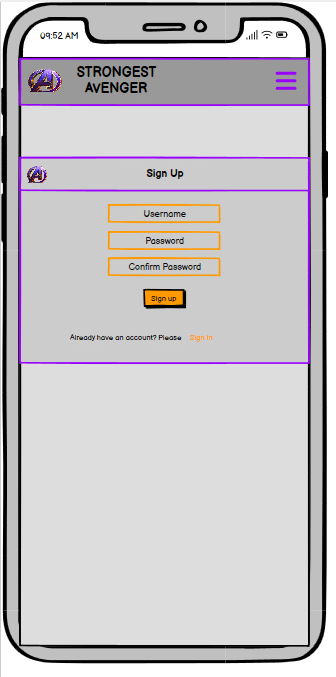 09:52 AM
STRONGEST
AVENGER
Sign Up
Username
Password
Confirm Password
Sign up
Already have an account? Please Sign In